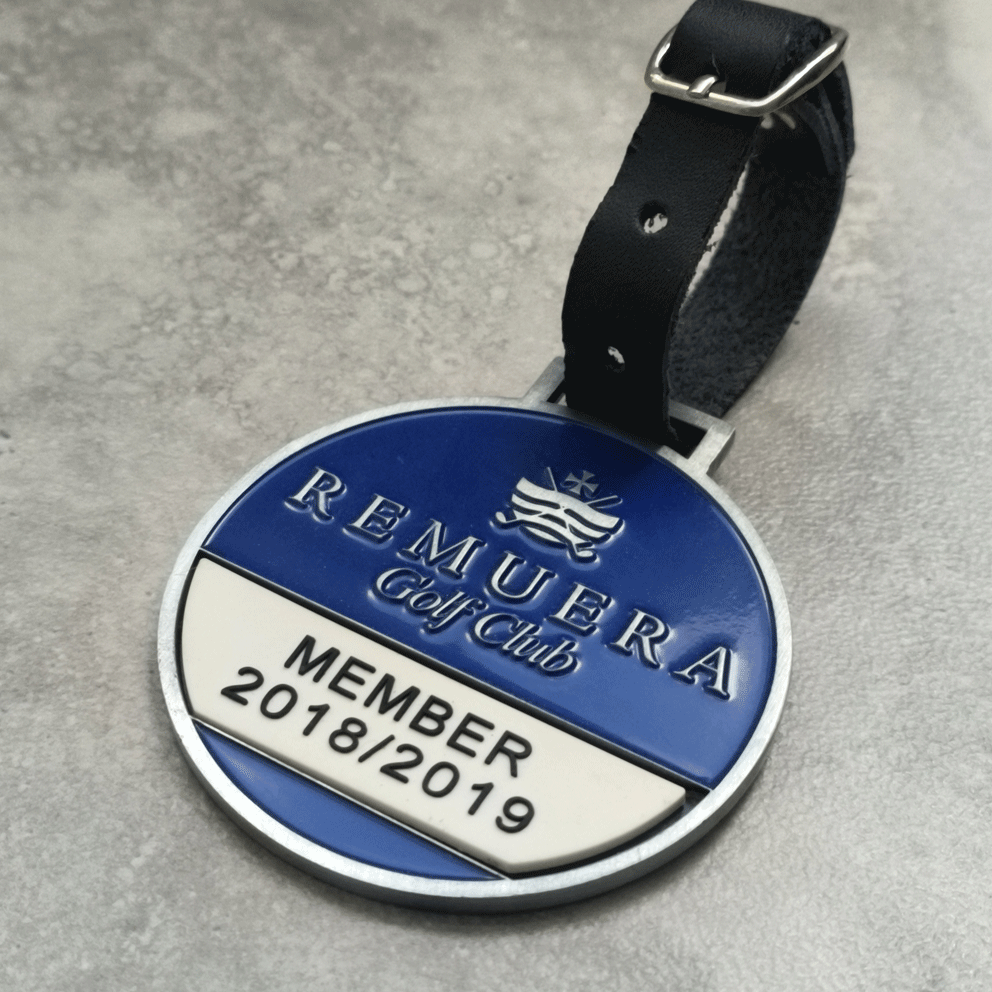 REMUERA
Golf Club
MEMBER
2018/2019